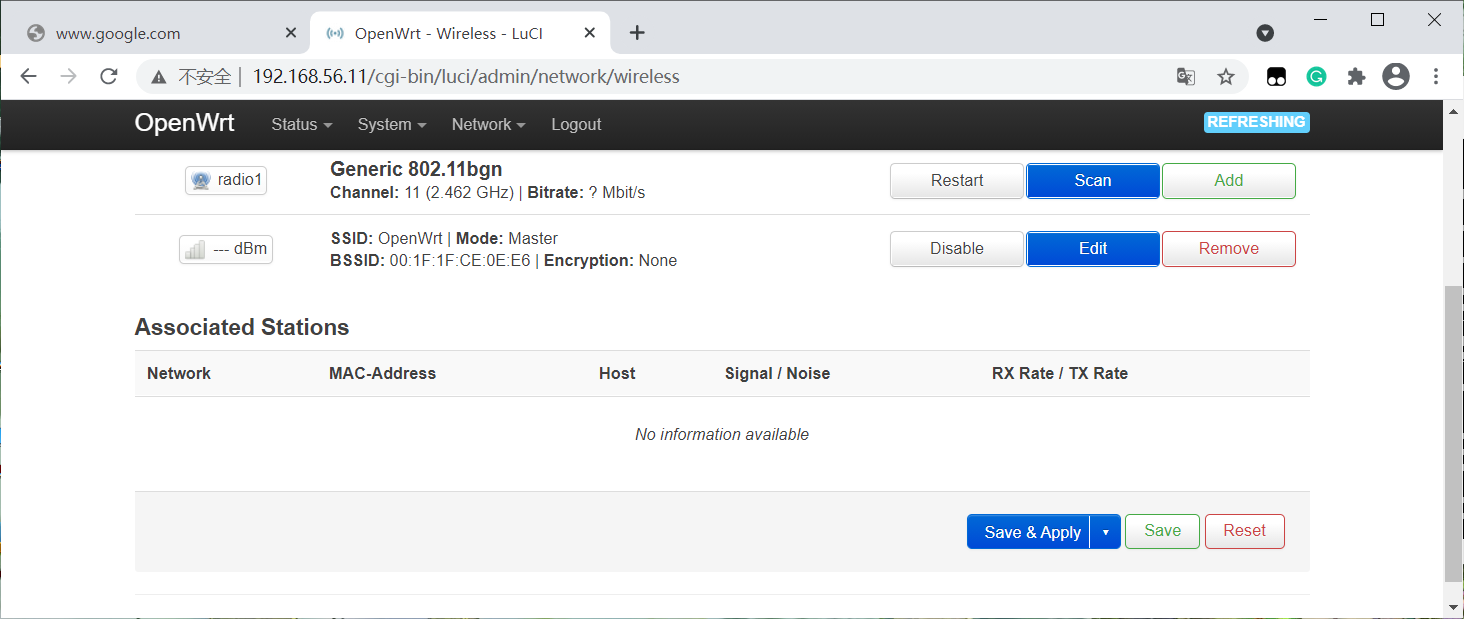 www.google.com
OpenWrt - Wireless - LuCI
不安全 | 192.168.56.11/cgi-bin/luci/admin/network/wireless
OpenWrt Status System Network Logout REFRESHING
radio1
Generic 802.11bgn
Channel: 11 (2.462 GHz) | Bitrate: ? Mbit/s
Restart Scan Add
--- dBm
SSID: OpenWrt | Mode: Master
BSSID: 00:1F:1F:CE:0E:E6 | Encryption: None
Disable Edit Remove
Associated Stations
Network MAC-Address Host Signal / Noise RX Rate / TX Rate
No information available
Save & Apply Save Reset